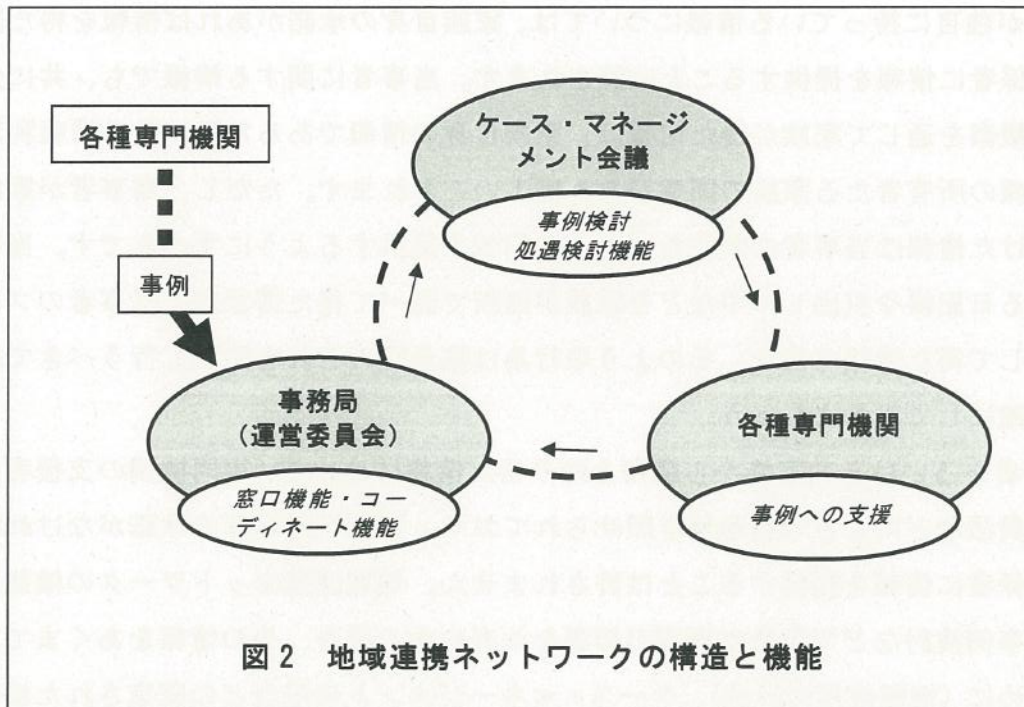 各種専門機関
事例
ケース・マネージ
メント会議
事例検討
処遇検討機能
事務局
（運営委員会）
窓口機能・コー
ディネート機能
各種専門機関
事例への支援
図２　地域連携ネットワークの構造と機能